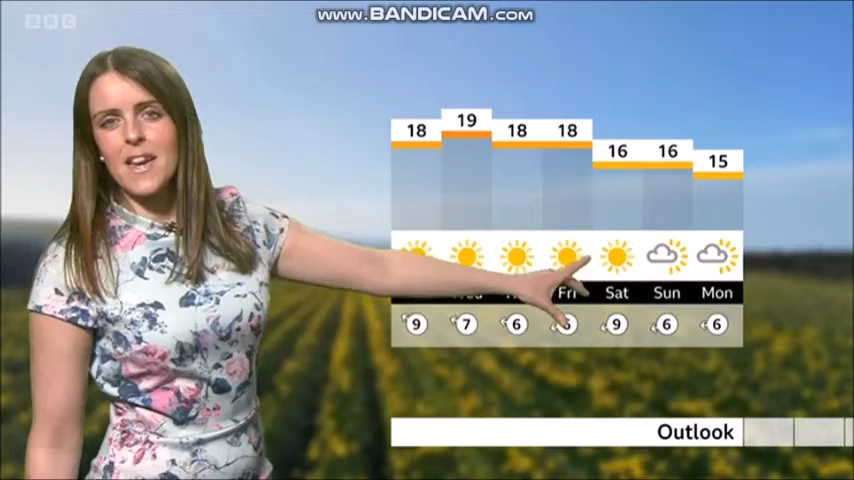 BBC
www.BANDICAM.com
18 19 18 18 16 16 15
Wed Fri Sat Sun Mon
9 7 6 9 6 6
Outlook